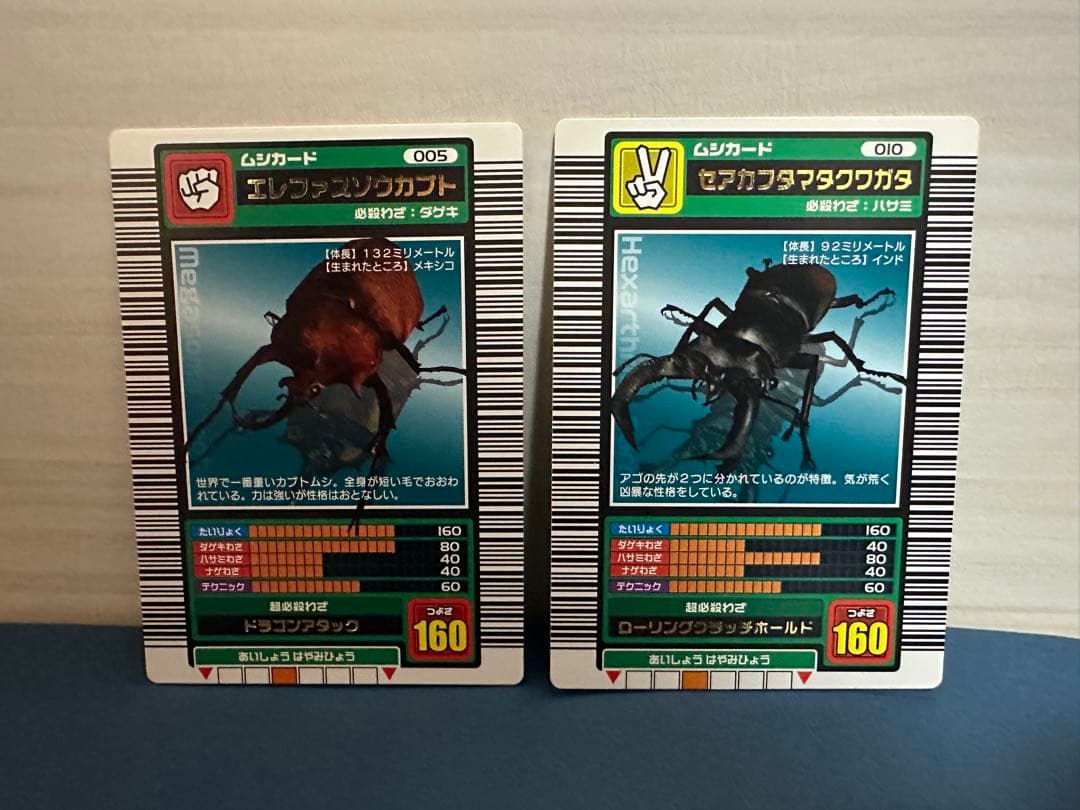 ムシカード
005
エレファスゾウカブト
必殺わざ：ダゲキ
【体長】132ミリメートル
【生まれたところ】メキシコ
世界で一番重いカブトムシ。全身が短い毛でおおわ
れている。力は強いが性格はおとなしい。
たいりょく 160
ダゲキわざ 80
ハサミわざ 40
ナゲわざ 40
テクニック 60
超必殺わざ
ドラゴンアタック
つよさ
160
あいしょうはやみひょう
ムシカード
010
セアカフタマタクワガタ
必殺わざ：ハサミ
【体長】92ミリメートル
【生まれたところ】インド
アゴの先が2つに分かれているのが特徴。気が荒く
凶暴な性格をしている。
たいりょく 160
ダゲキわざ 40
ハサミわざ 80
ナゲわざ 40
テクニック 60
超必殺わざ
ローリングクラッチホールド
つよさ
160
あいしょうはやみひょう